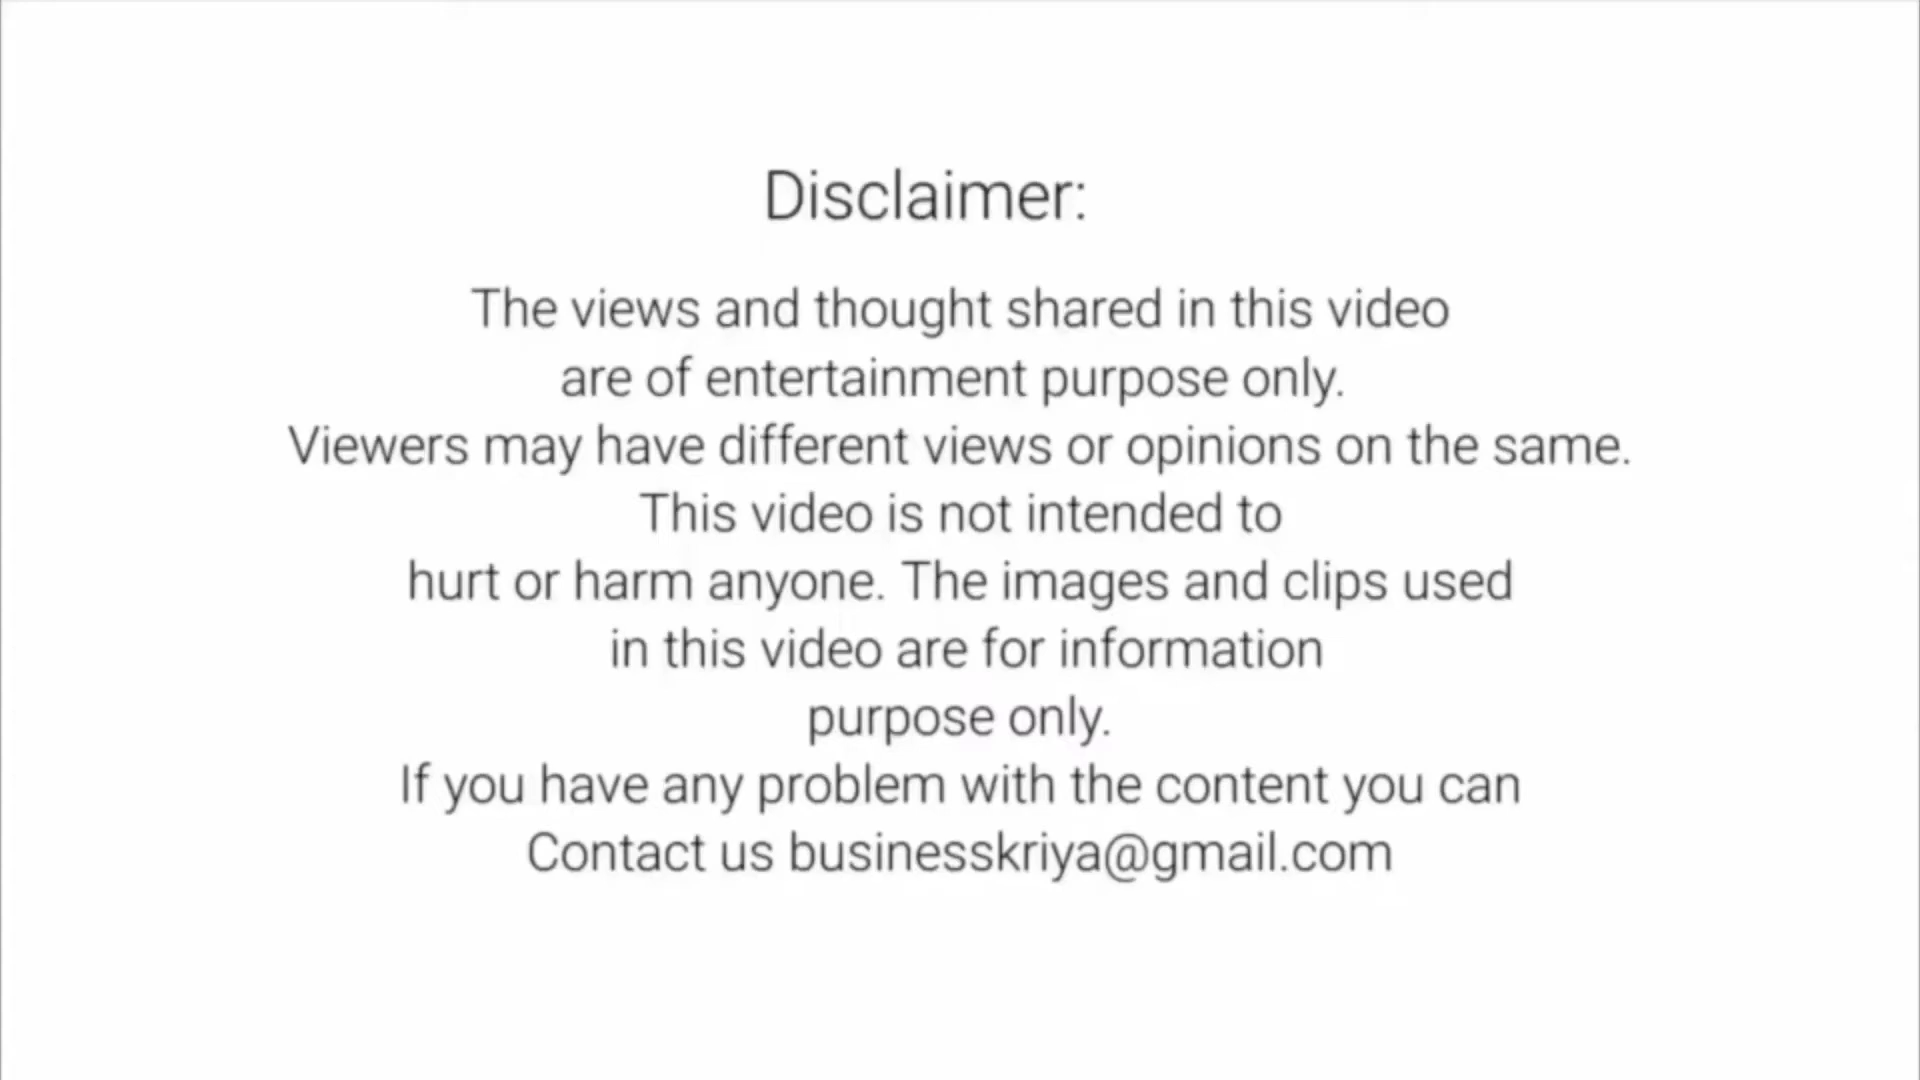 Disclaimer:
The views and thought shared in this video
are of entertainment purpose only.
Viewers may have different views or opinions on the same.
This video is not intended to
hurt or harm anyone. The images and clips used
in this video are for information
purpose only.
If you have any problem with the content you can
Contact us businesskriya@gmail.com